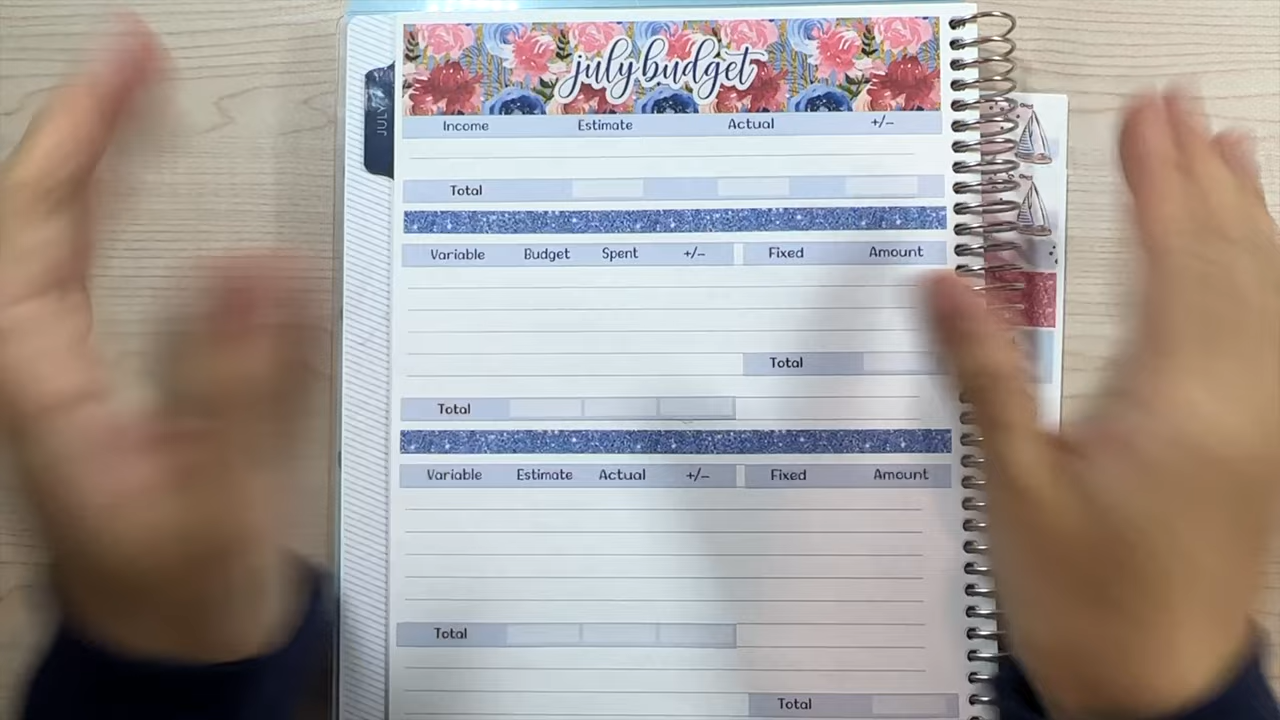 july budget
JULY
Income Estimate Actual +/-
Total
Variable Budget Spent +/- Fixed Amount
Total
Total
Variable Estimate Actual +/- Fixed Amount
Total
Total